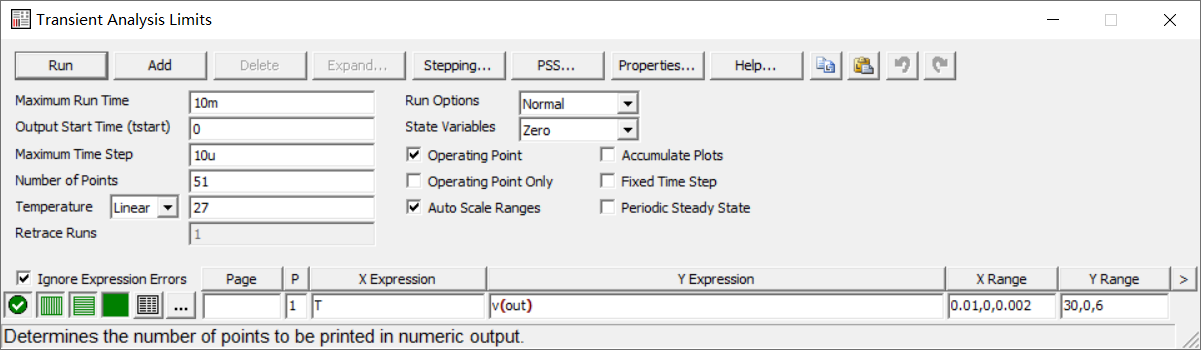 Transient Analysis Limits
Run Add Delete Expand... Stepping... PSS... Properties... Help...
Maximum Run Time 10m Run Options Normal
Output Start Time (tstart) 0 State Variables Zero
Maximum Time Step 10u Operating Point Accumulate Plots
Number of Points 51 Operating Point Only Fixed Time Step
Temperature Linear 27 Auto Scale Ranges Periodic Steady State
Retrace Runs 1
Ignore Expression Errors Page P X Expression Y Expression X Range Y Range >
... 1 T v(out) 0.01,0,0.002 30,0,6
Determines the number of points to be printed in numeric output.